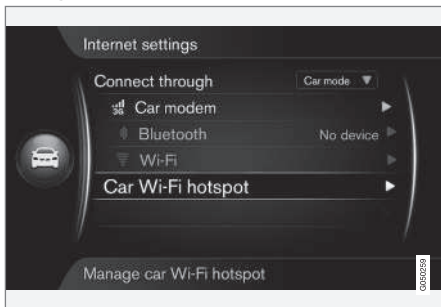 Internet settings
Connect through Car mode
3G Car modem
Bluetooth No device
Wi-Fi
Car Wi-Fi hotspot
Manage car Wi-Fi hotspot
G050259